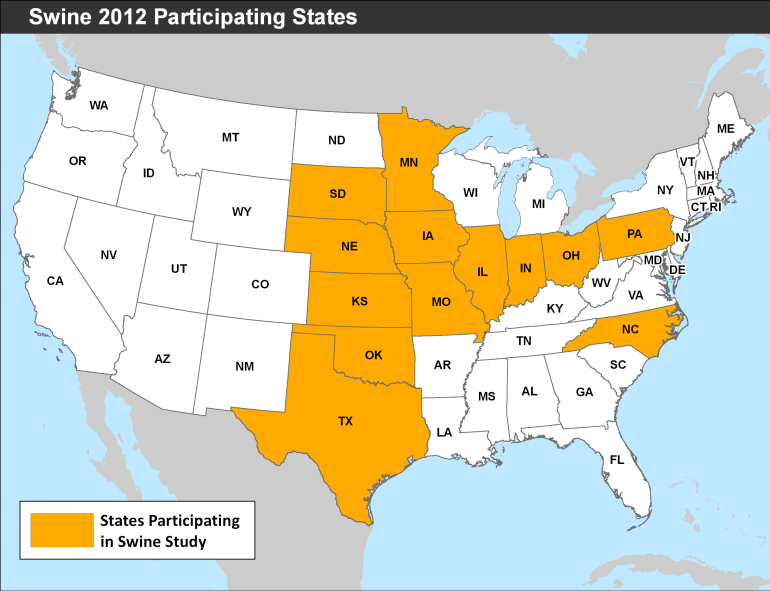 Swine 2012 Participating States
WA
MT
ND
MN
ME
OR
ID
SD
WI
MI
VT
NH
NY
MA
CT RI
WY
NV
UT
CO
NE
IA
IL
IN
OH
PA
NJ
MD
DE
CA
KS
MO
KY
WV
VA
AZ
NM
OK
AR
TN
NC
SC
TX
LA
MS
AL
GA
FL
States Participating
in Swine Study